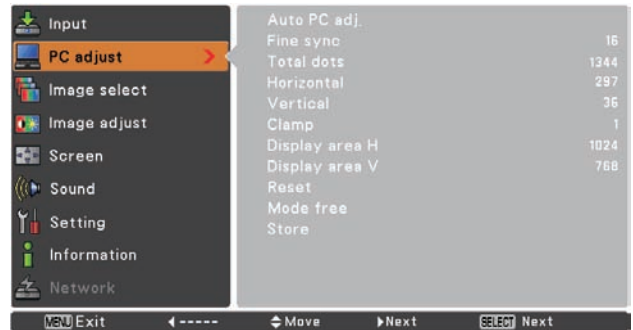 Input
PC adjust
Image select
Image adjust
Screen
Sound
Setting
Information
Network
Auto PC adj.
Fine sync 16
Total dots 1344
Horizontal 297
Vertical 36
Clamp 1
Display area H 1024
Display area V 768
Reset
Mode free
Store
MENU Exit ----- Move Next SELECT Next